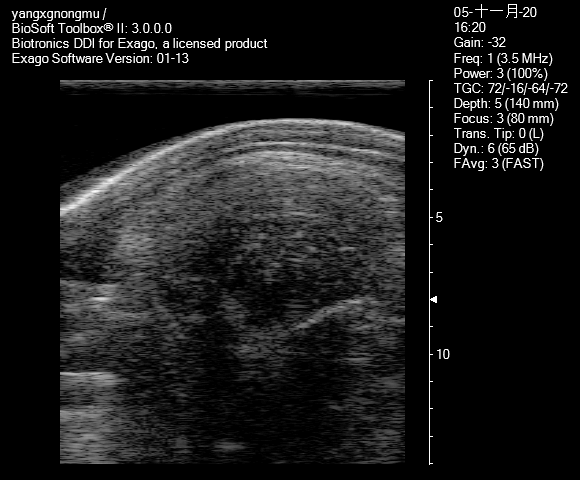 yangxgnongmu /
BioSoft Toolbox® II: 3.0.0.0
Biotronics DDI for Exago, a licensed product
Exago Software Version: 01-13
05-十一月-20
16:20
Gain: -32
Freq: 1 (3.5 MHz)
Power: 3 (100%)
TGC: 72/-16/-64/-72
Depth: 5 (140 mm)
Focus: 3 (80 mm)
Trans. Tip: 0 (L)
Dyn.: 6 (65 dB)
FAvg: 3 (FAST)
5
10